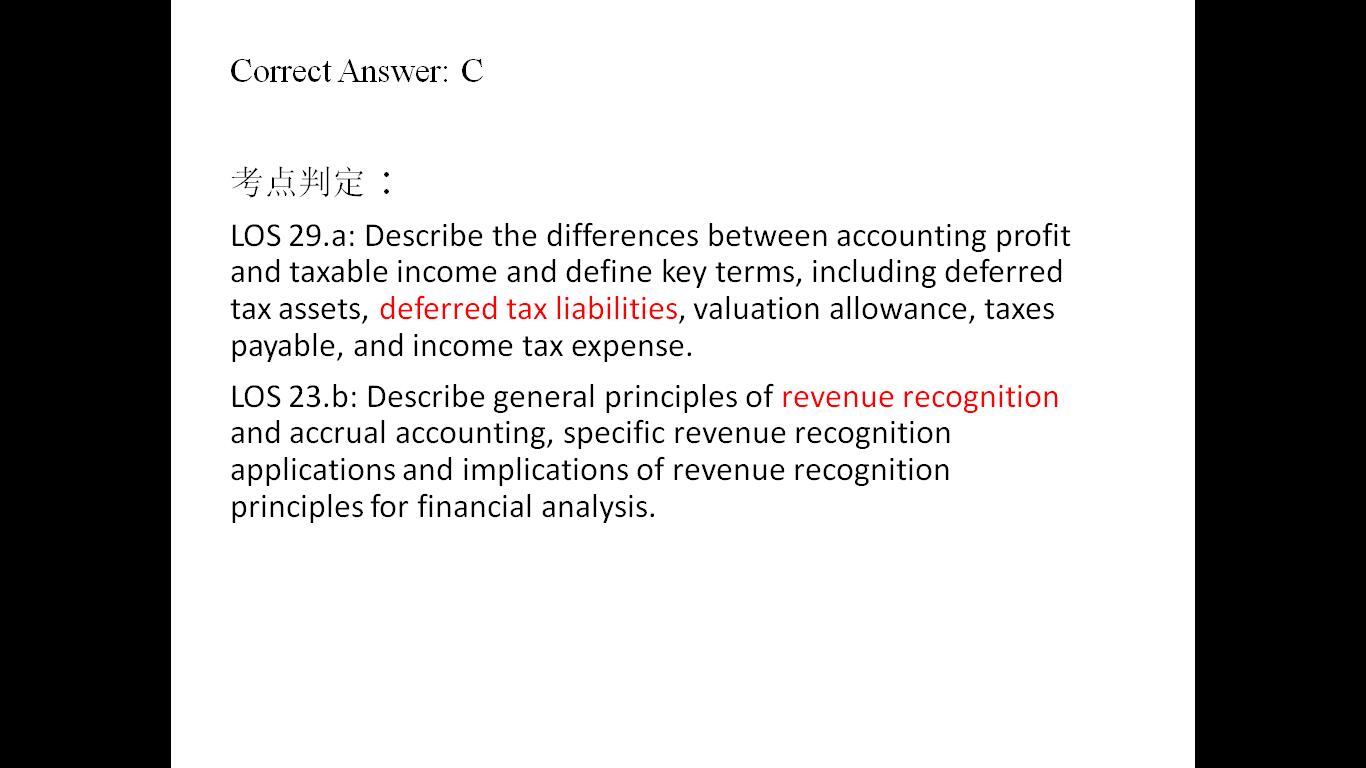 Correct Answer: C
考点判定：
LOS 29.a: Describe the differences between accounting profit
and taxable income and define key terms, including deferred
tax assets, deferred tax liabilities, valuation allowance, taxes
payable, and income tax expense.
LOS 23.b: Describe general principles of revenue recognition
and accrual accounting, specific revenue recognition
applications and implications of revenue recognition
principles for financial analysis.